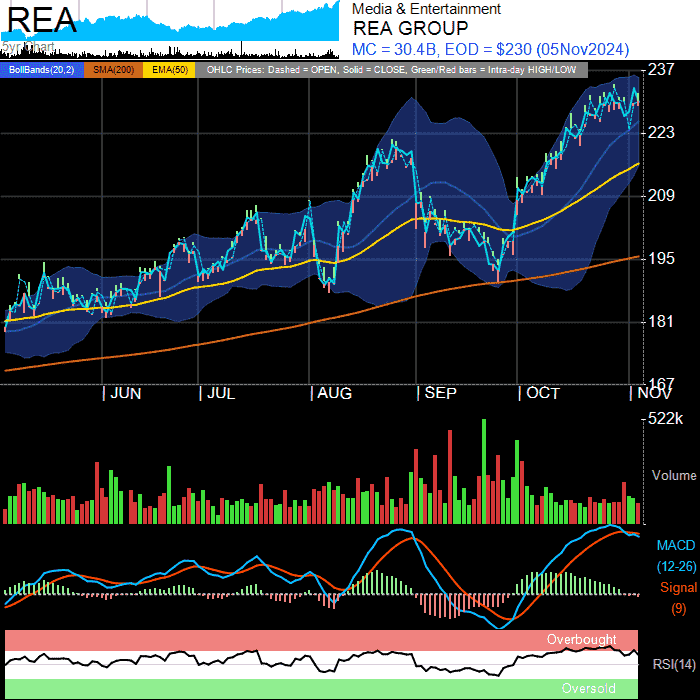 REA
Media & Entertainment
REA GROUP
5yr Chart
MC = 30.4B, EOD = $230 (05Nov2024)
BollBands(20,2) SMA(200) EMA(50) OHLC Prices: Dashed = OPEN, Solid = CLOSE, Green/Red bars = Intra-day HIGH/LOW
237
223
209
195
181
167
| JUN | JUL | AUG | SEP | OCT | NOV
522k
Volume
MACD
(12-26)
Signal
(9)
Overbought
RSI(14)
Oversold